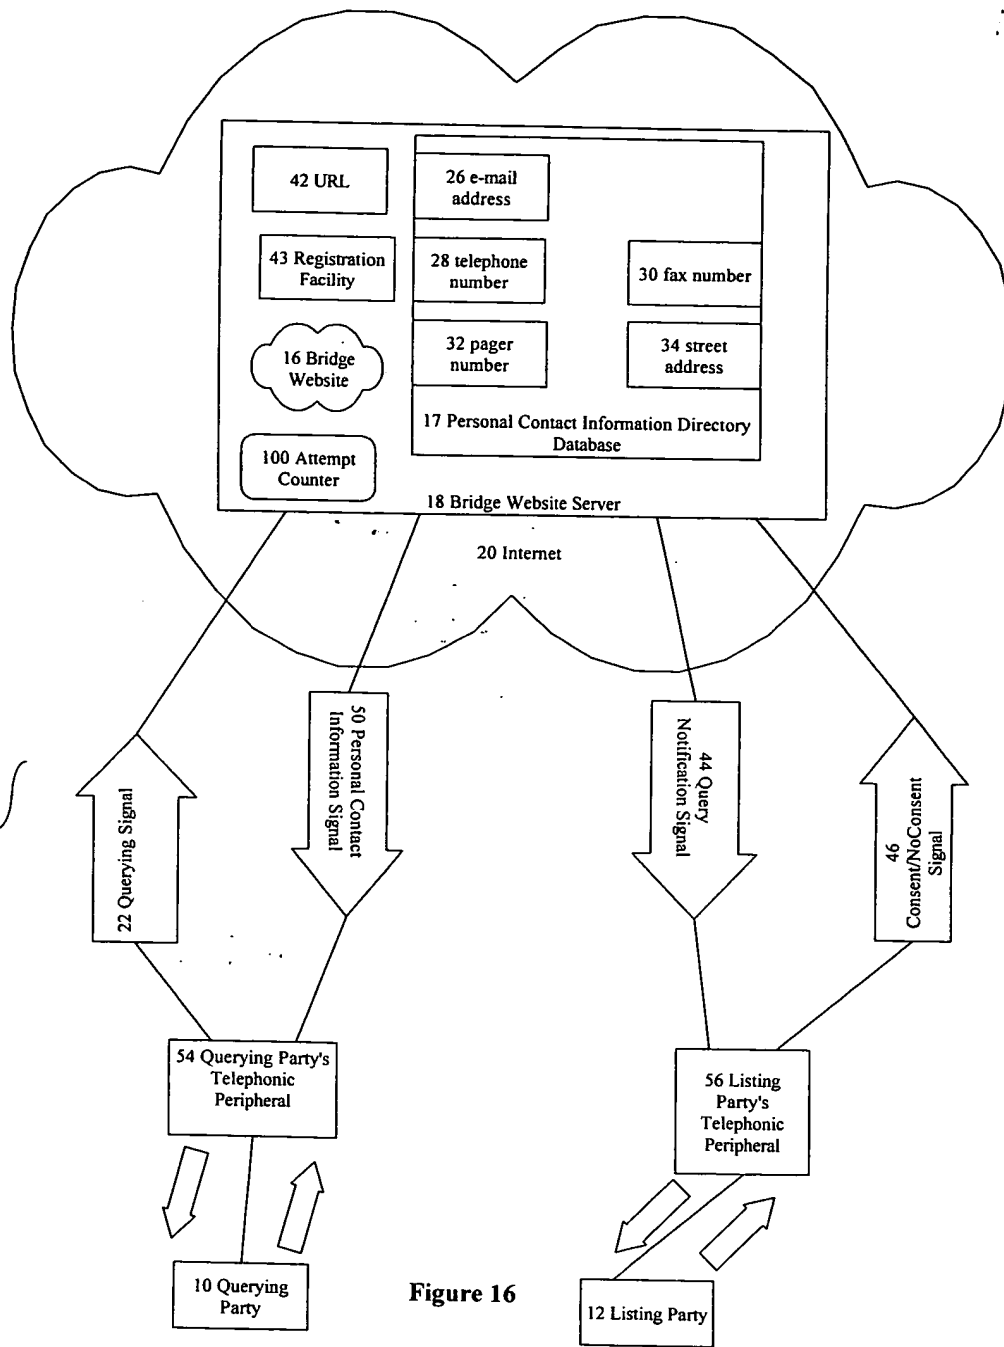 42 URL
26 e-mail
address
43 Registration
Facility
28 telephone
number
30 fax number
16 Bridge
Website
32 pager
number
34 street
address
17 Personal Contact Information Directory
Database
100 Attempt
Counter
18 Bridge Website Server
20 Internet
22 Querying Signal
50 Personal Contact
Information Signal
44 Query
Notification Signal
46
Consent/NoConsent
Signal
54 Querying Party's
Telephonic
Peripheral
56 Listing
Party's
Telephonic
Peripheral
10 Querying
Party
Figure 16
12 Listing Party